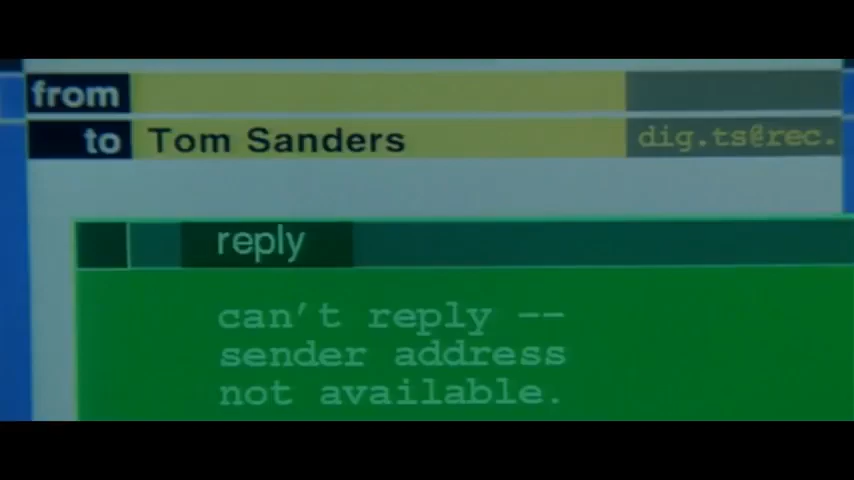 from
to Tom Sanders dig.ts@rec.
reply
can't reply --
sender address
not available.